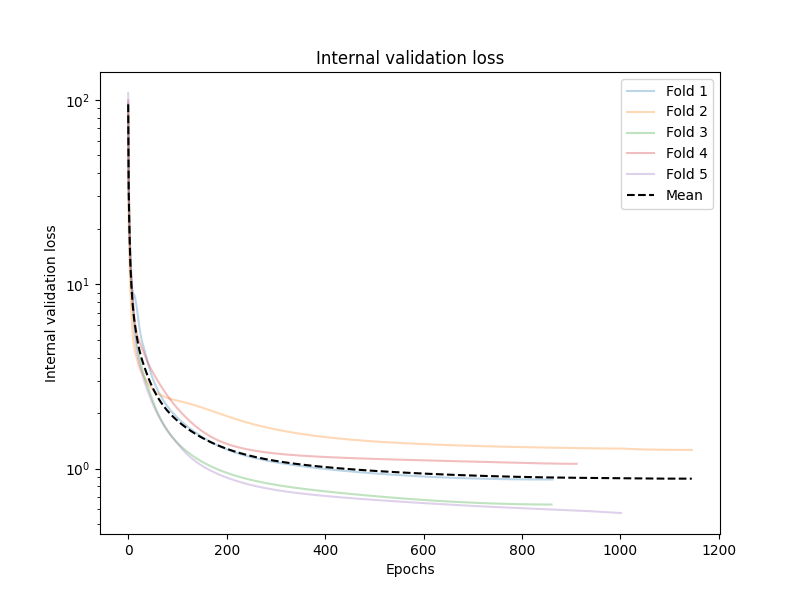 Internal validation loss
Fold 1
Fold 2
Fold 3
Fold 4
Fold 5
Mean
Internal validation loss
10²
10¹
10⁰
0 200 400 600 800 1000 1200
Epochs